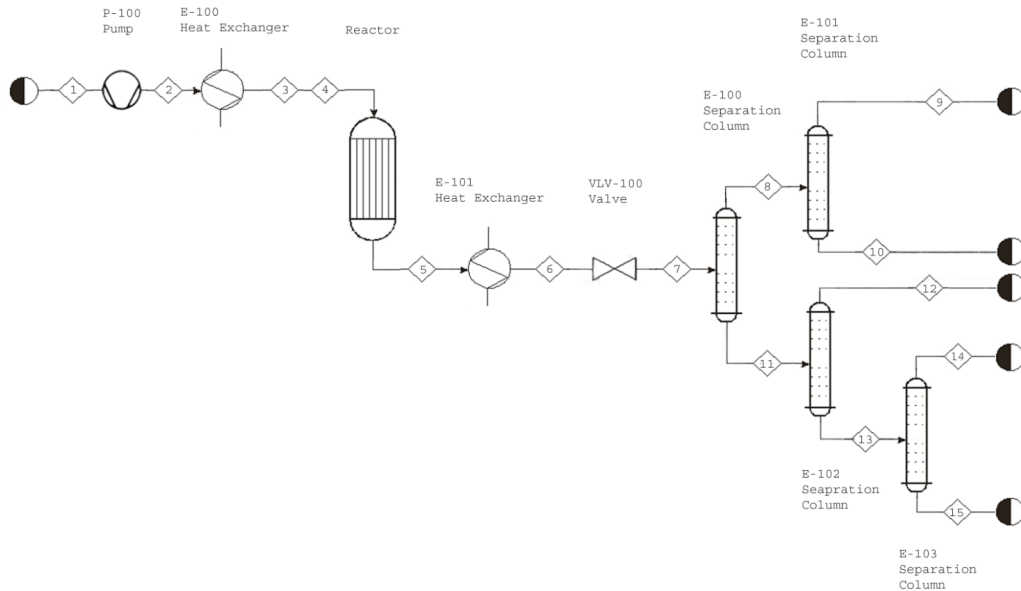 P-100
Pump
E-100
Heat Exchanger
Reactor
E-101
Separation
Column
1
2
3
4
9
E-100
Separation
Column
8
10
E-101
Heat Exchanger
VLV-100
Valve
5
6
7
12
11
14
13
E-102
Seapration
Column
15
E-103
Separation
Column